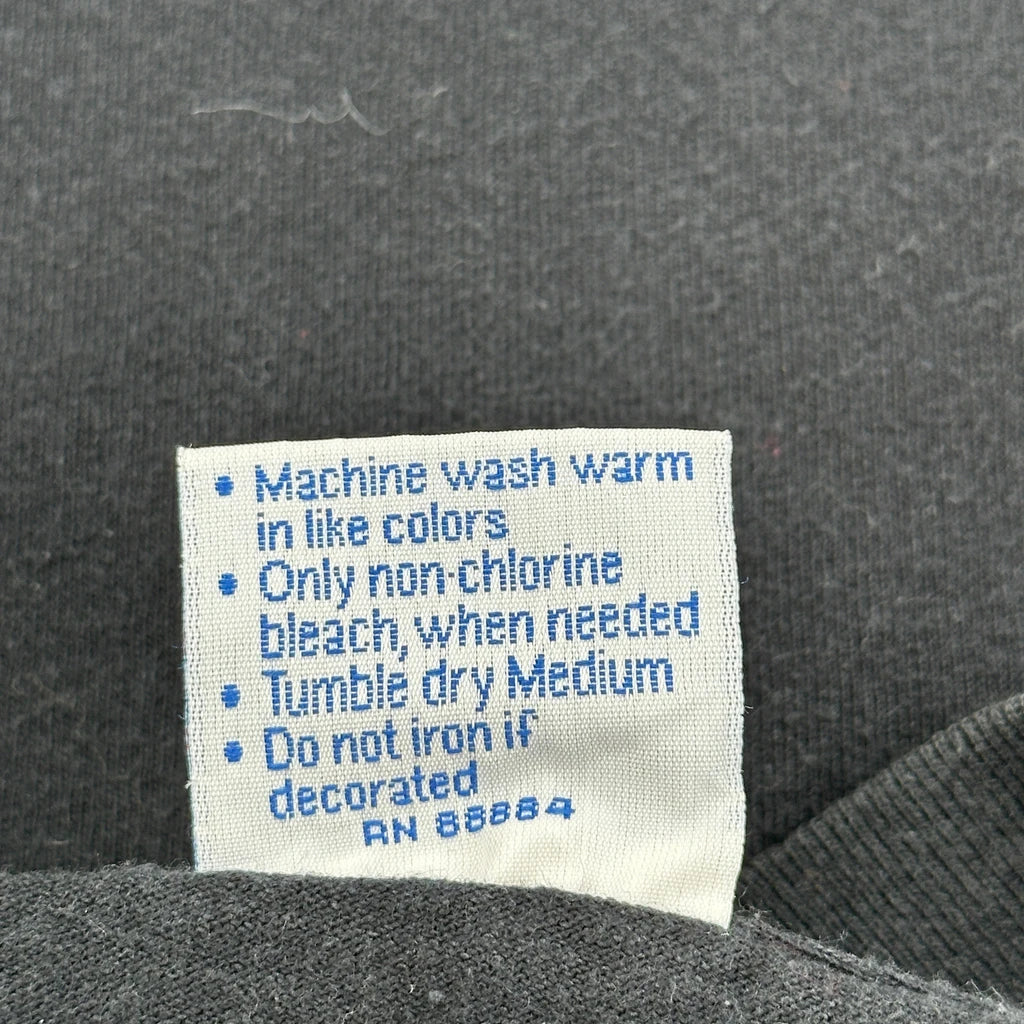 • Machine wash warm
in like colors
• Only non-chlorine
bleach, when needed
• Tumble dry Medium
• Do not iron if
decorated
RN 88884